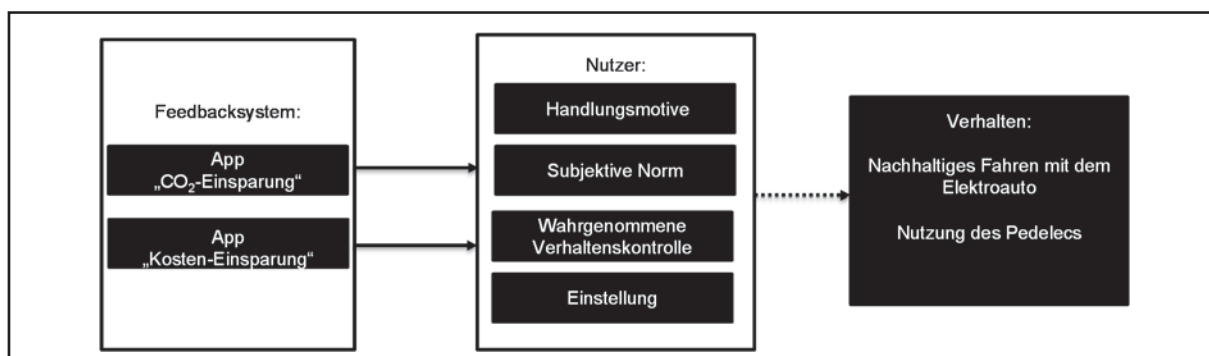 Feedbacksystem:
App
„CO₂-Einsparung“
App
„Kosten-Einsparung“
Nutzer:
Handlungsmotive
Subjektive Norm
Wahrgenommene
Verhaltenskontrolle
Einstellung
Verhalten:
Nachhaltiges Fahren mit dem
Elektroauto
Nutzung des Pedelecs